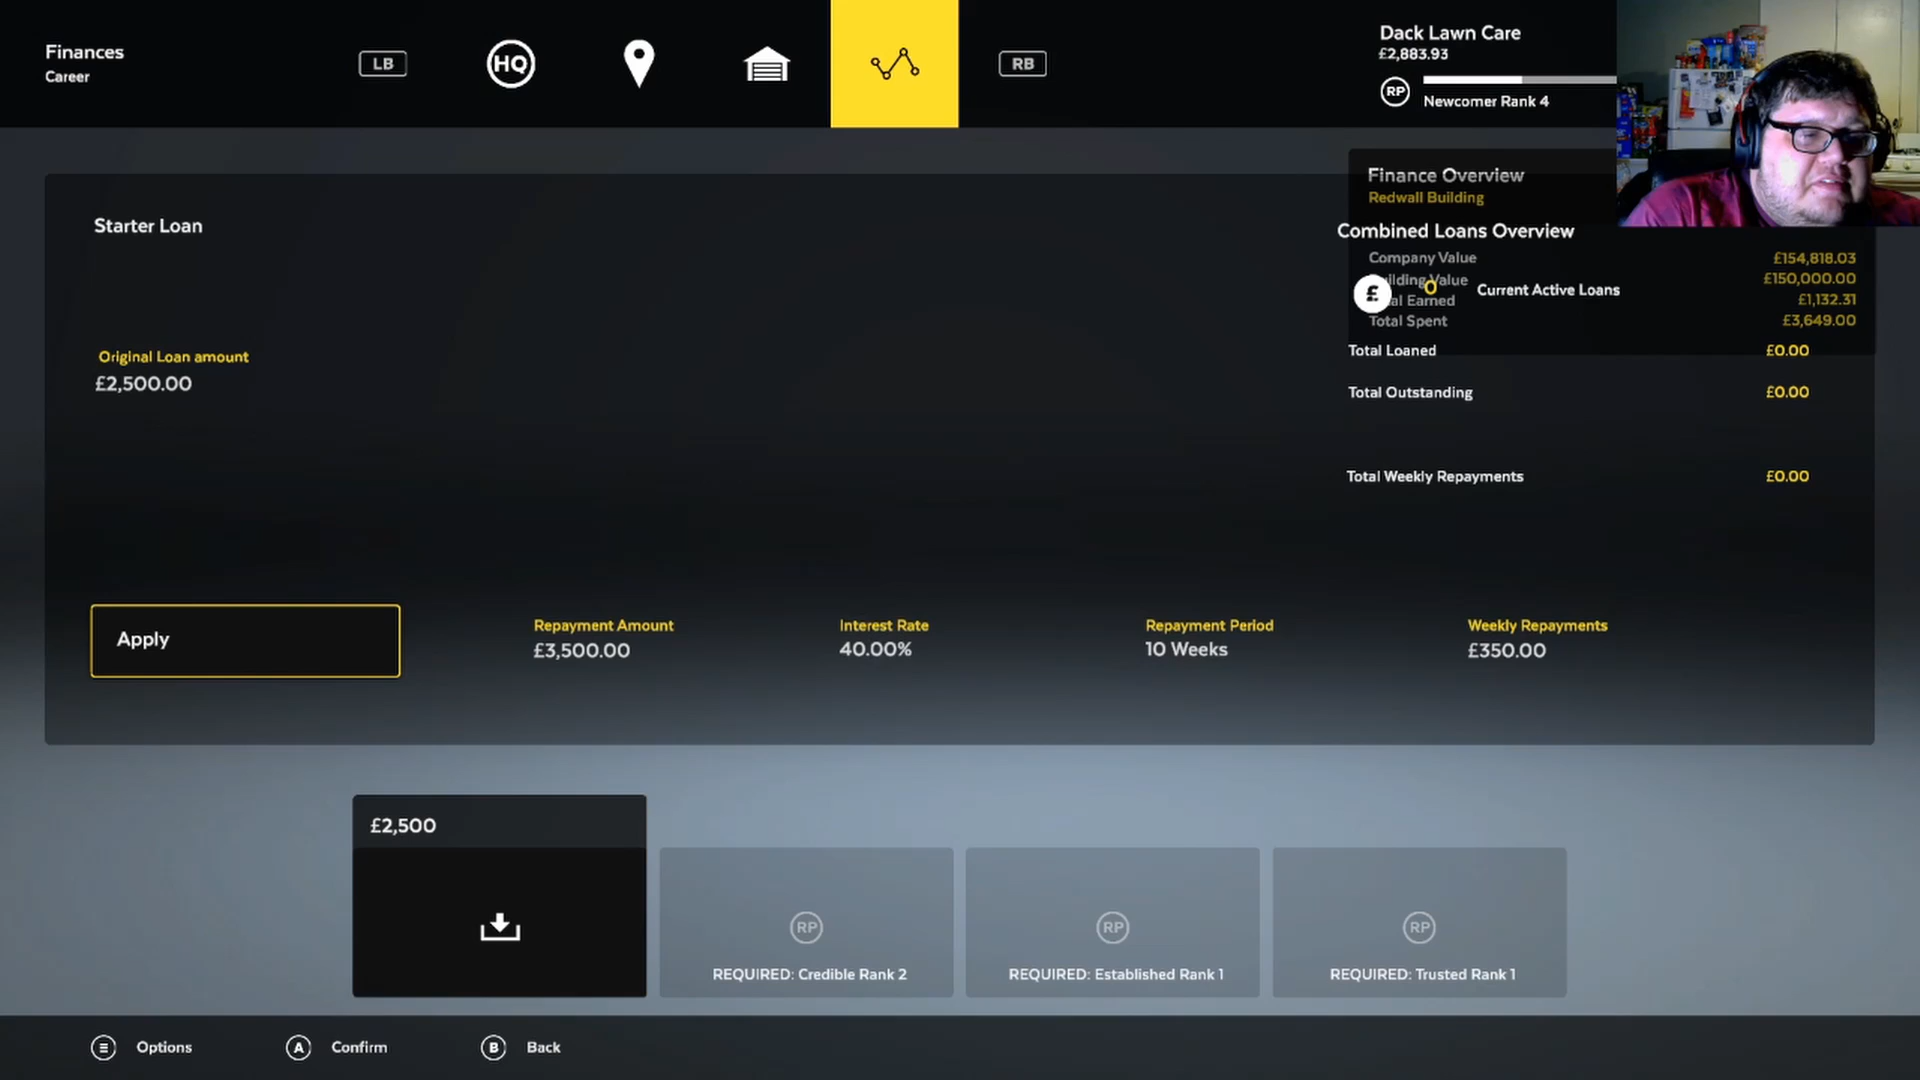 Finances
Career
LB
HQ
RB
Dack Lawn Care
£2,883.93
RP
Newcomer Rank 4
Finance Overview
Redwall Building
Starter Loan
Combined Loans Overview
Company Value £154,818.03
ilding Value £150,000.00
£ 0 Current Active Loans
al Earned £1,132.31
Total Spent £3,649.00
Total Loaned £0.00
Original Loan amount
£2,500.00
Total Outstanding £0.00
Total Weekly Repayments £0.00
Apply
Repayment Amount
£3,500.00
Interest Rate
40.00%
Repayment Period
10 Weeks
Weekly Repayments
£350.00
£2,500
RP
REQUIRED: Credible Rank 2
RP
REQUIRED: Established Rank 1
RP
REQUIRED: Trusted Rank 1
Options
A Confirm
B Back